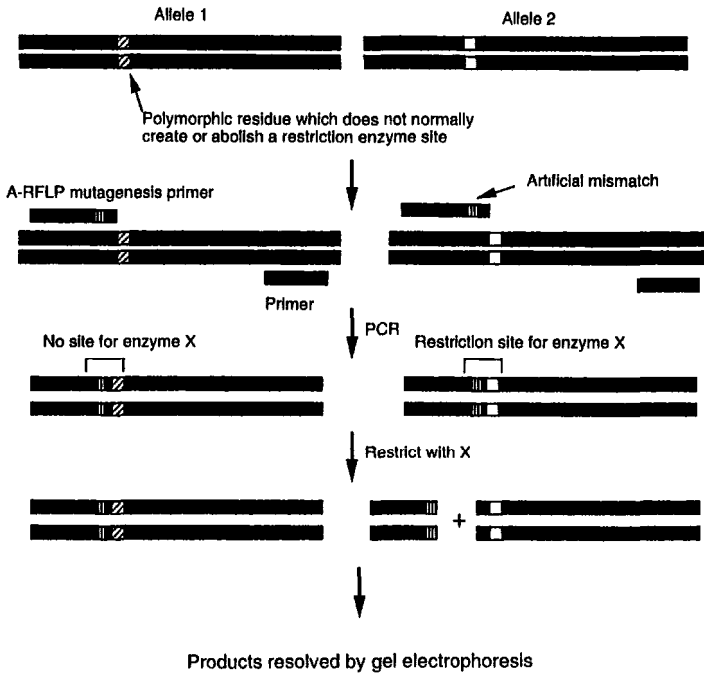 Allele 1
Allele 2
Polymorphic residue which does not normally
create or abolish a restriction enzyme site
A-RFLP mutagenesis primer
Artificial mismatch
Primer
PCR
No site for enzyme X
Restriction site for enzyme X
Restrict with X
+
Products resolved by gel electrophoresis